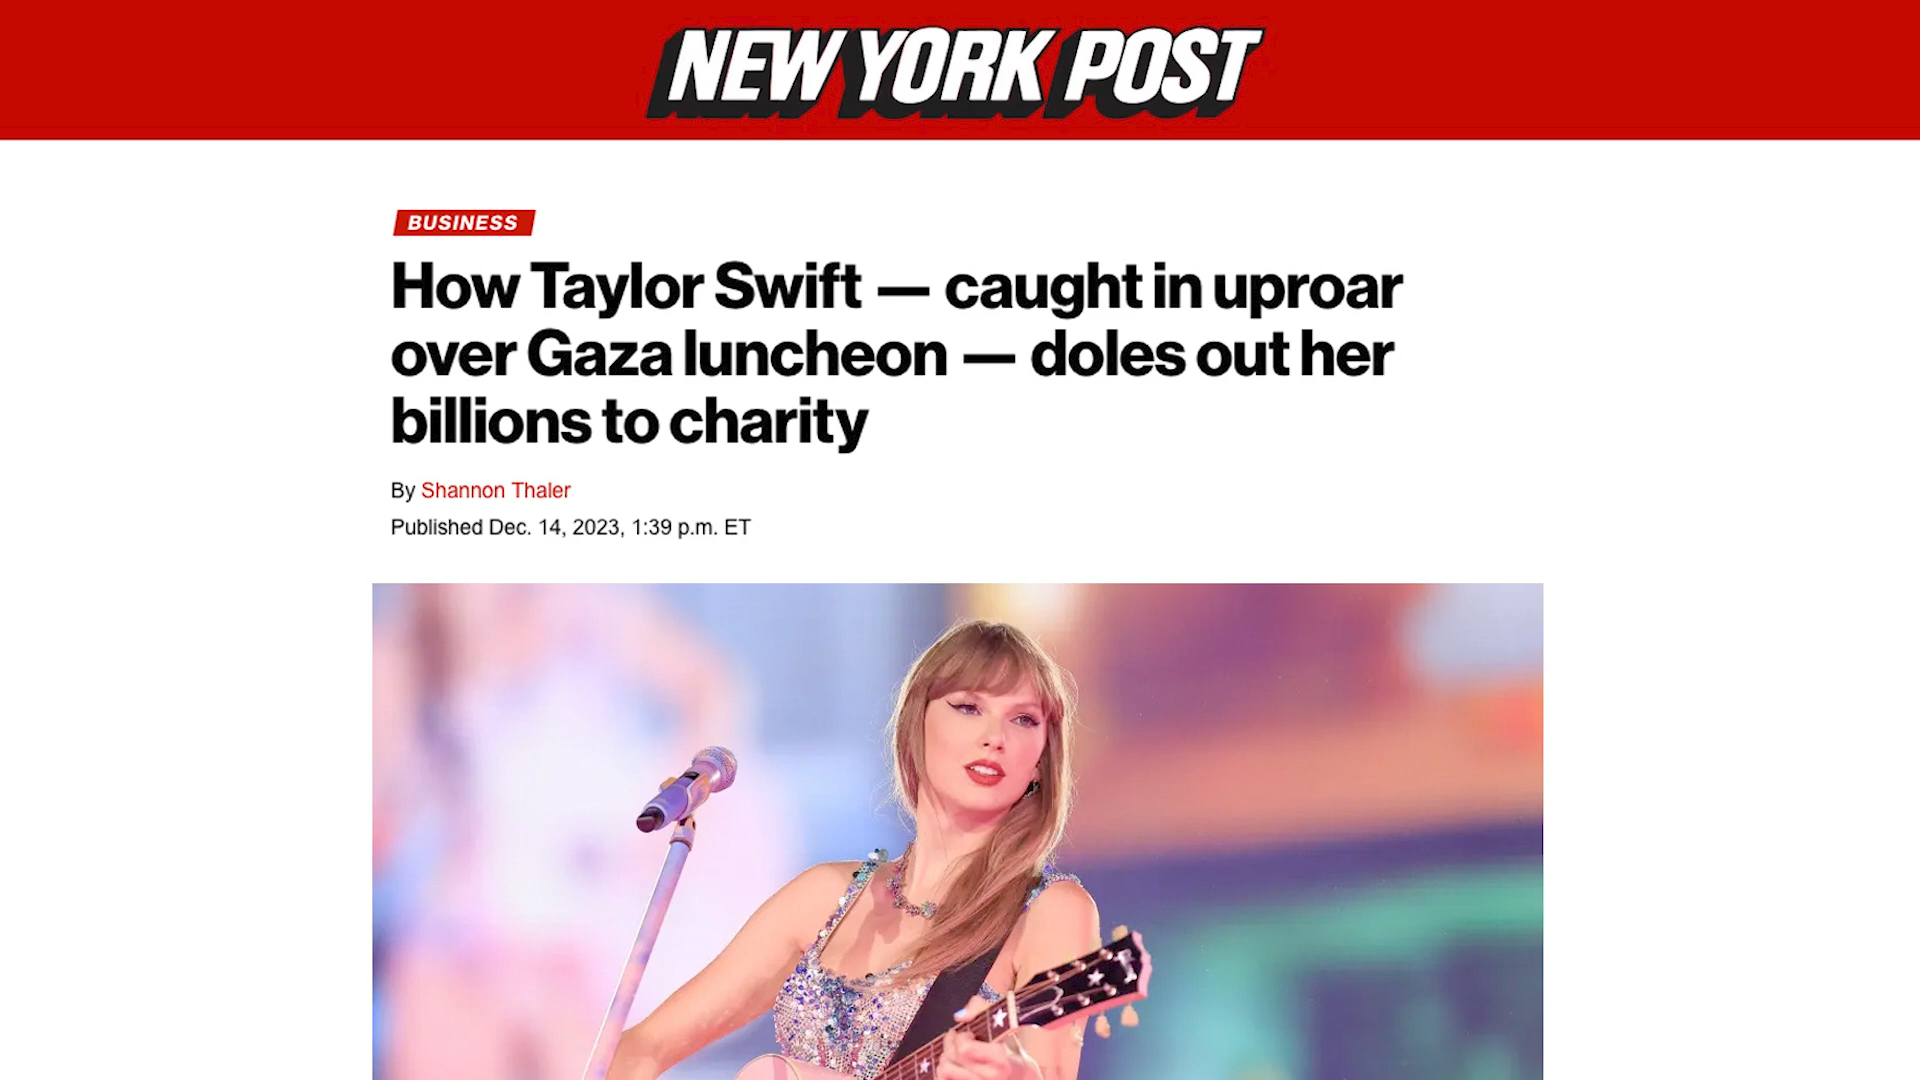 NEW YORK POST
BUSINESS
How Taylor Swift — caught in uproar
over Gaza luncheon — doles out her
billions to charity
By Shannon Thaler
Published Dec. 14, 2023, 1:39 p.m. ET